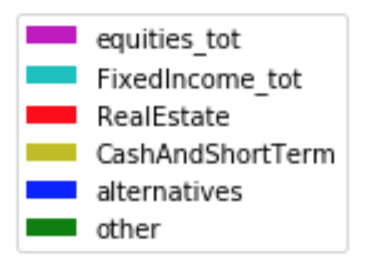 equities_tot
FixedIncome_tot
RealEstate
CashAndShortTerm
alternatives
other